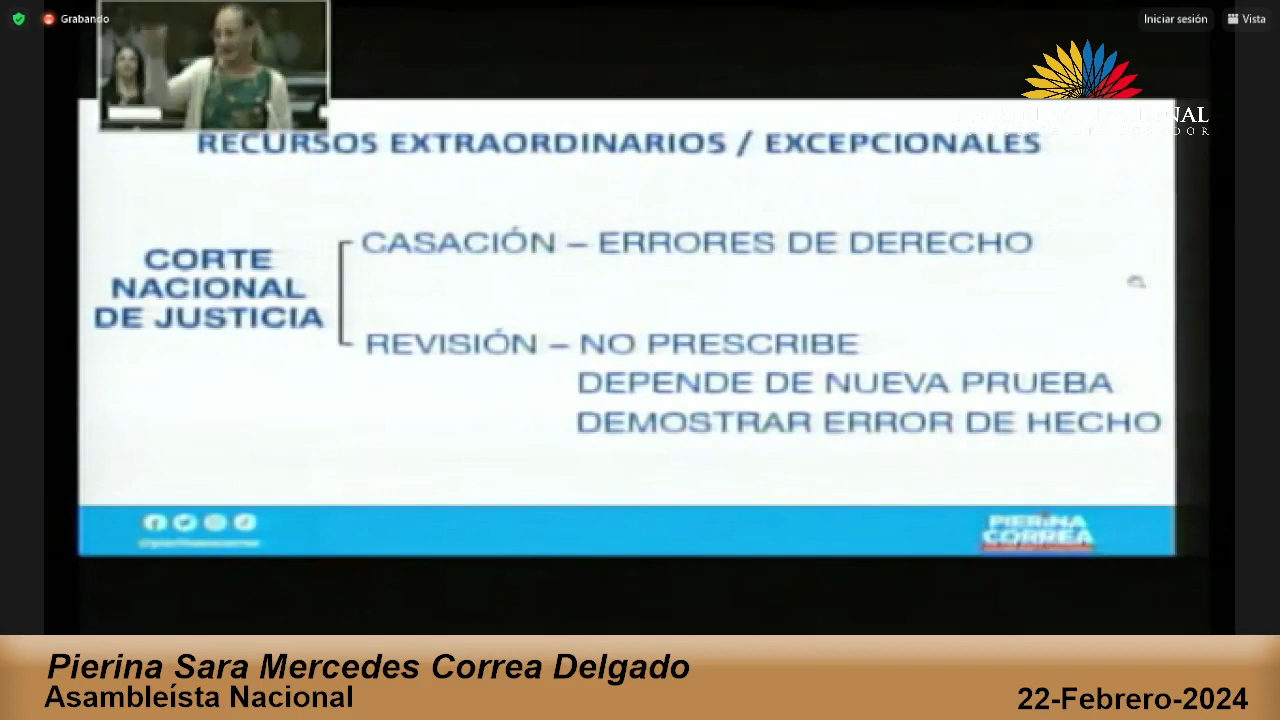 Grabando
Iniciar sesión
Vista
RECURSOS EXTRAORDINARIOS / EXCEPCIONALES
CORTE
NACIONAL
DE JUSTICIA
CASACIÓN – ERRORES DE DERECHO
REVISIÓN – NO PRESCRIBE
DEPENDE DE NUEVA PRUEBA
DEMOSTRAR ERROR DE HECHO
PIERINA
CORREA
Pierina Sara Mercedes Correa Delgado
Asambleísta Nacional
22-Febrero-2024